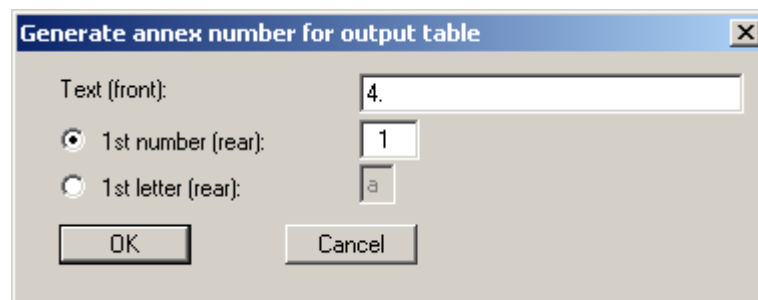 Generate annex number for output table
Text (front): 4.
1st number (rear): 1
1st letter (rear): a
OK Cancel